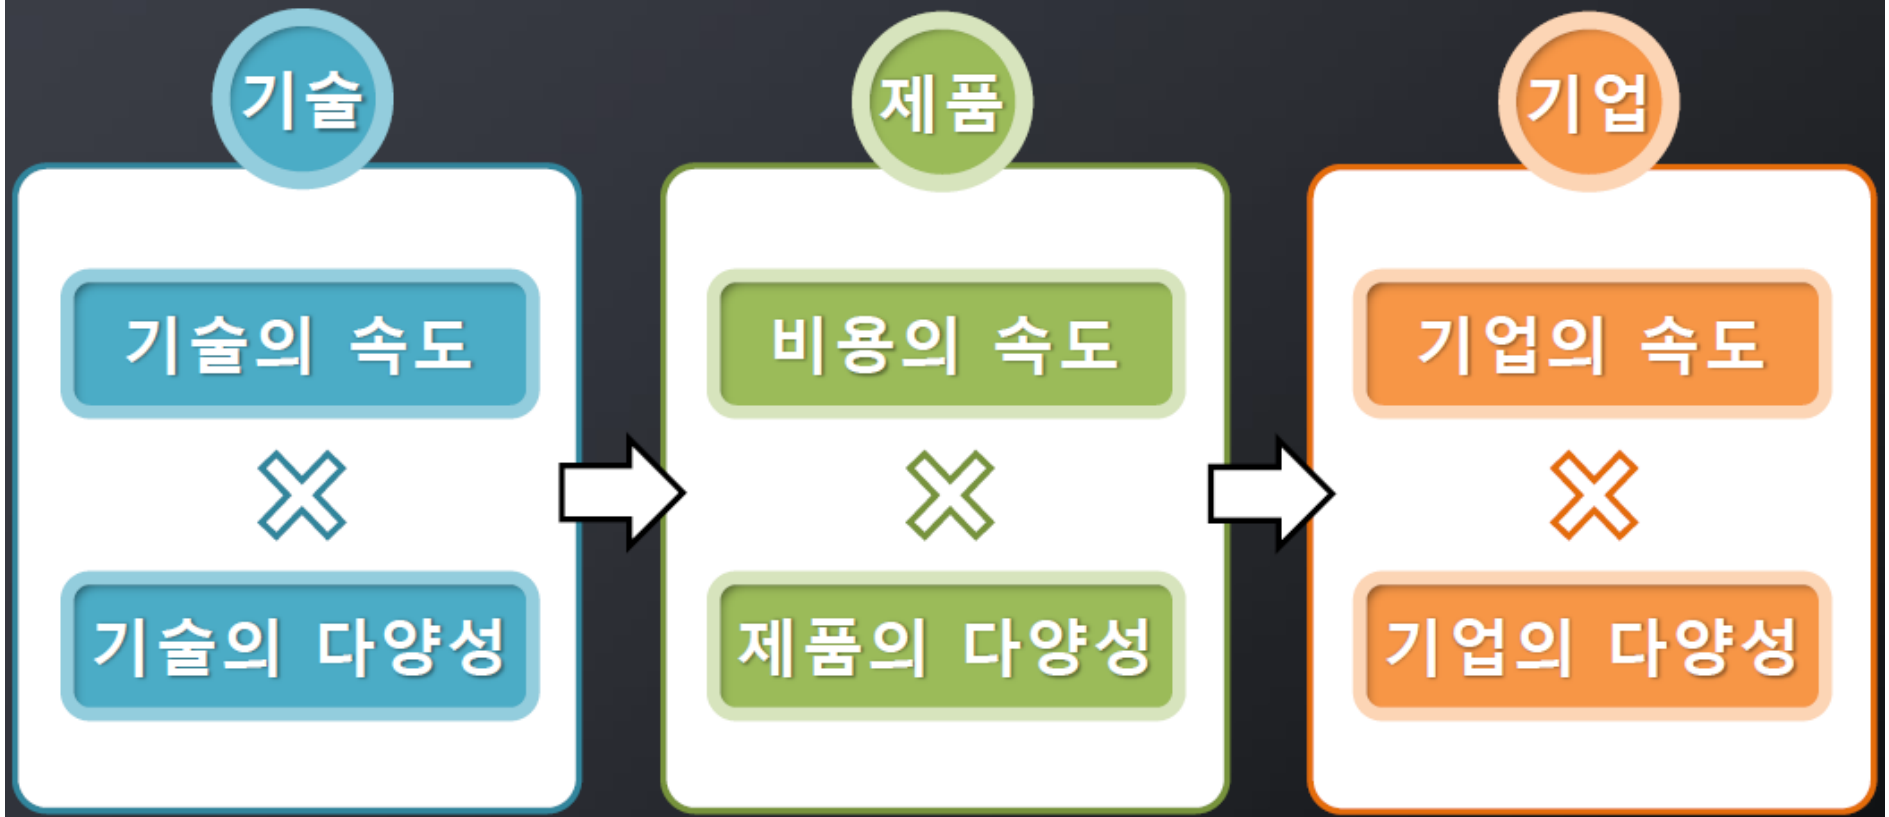 기술
기술의 속도
기술의 다양성
제품
비용의 속도
제품의 다양성
기업
기업의 속도
기업의 다양성